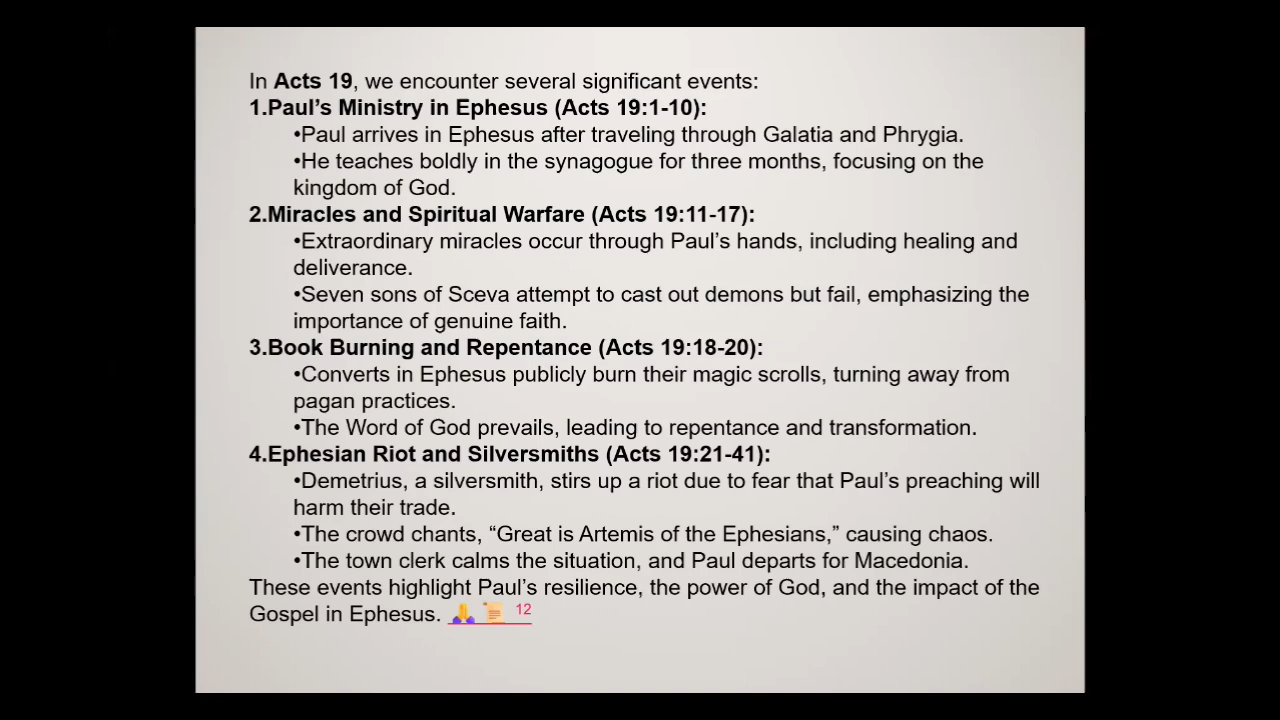 In Acts 19, we encounter several significant events:
1.Paul’s Ministry in Ephesus (Acts 19:1-10):
•Paul arrives in Ephesus after traveling through Galatia and Phrygia.
•He teaches boldly in the synagogue for three months, focusing on the
kingdom of God.
2.Miracles and Spiritual Warfare (Acts 19:11-17):
•Extraordinary miracles occur through Paul’s hands, including healing and
deliverance.
•Seven sons of Sceva attempt to cast out demons but fail, emphasizing the
importance of genuine faith.
3.Book Burning and Repentance (Acts 19:18-20):
•Converts in Ephesus publicly burn their magic scrolls, turning away from
pagan practices.
•The Word of God prevails, leading to repentance and transformation.
4.Ephesian Riot and Silversmiths (Acts 19:21-41):
•Demetrius, a silversmith, stirs up a riot due to fear that Paul’s preaching will
harm their trade.
•The crowd chants, “Great is Artemis of the Ephesians,” causing chaos.
•The town clerk calms the situation, and Paul departs for Macedonia.
These events highlight Paul’s resilience, the power of God, and the impact of the
Gospel in Ephesus. 🙏 📜 12